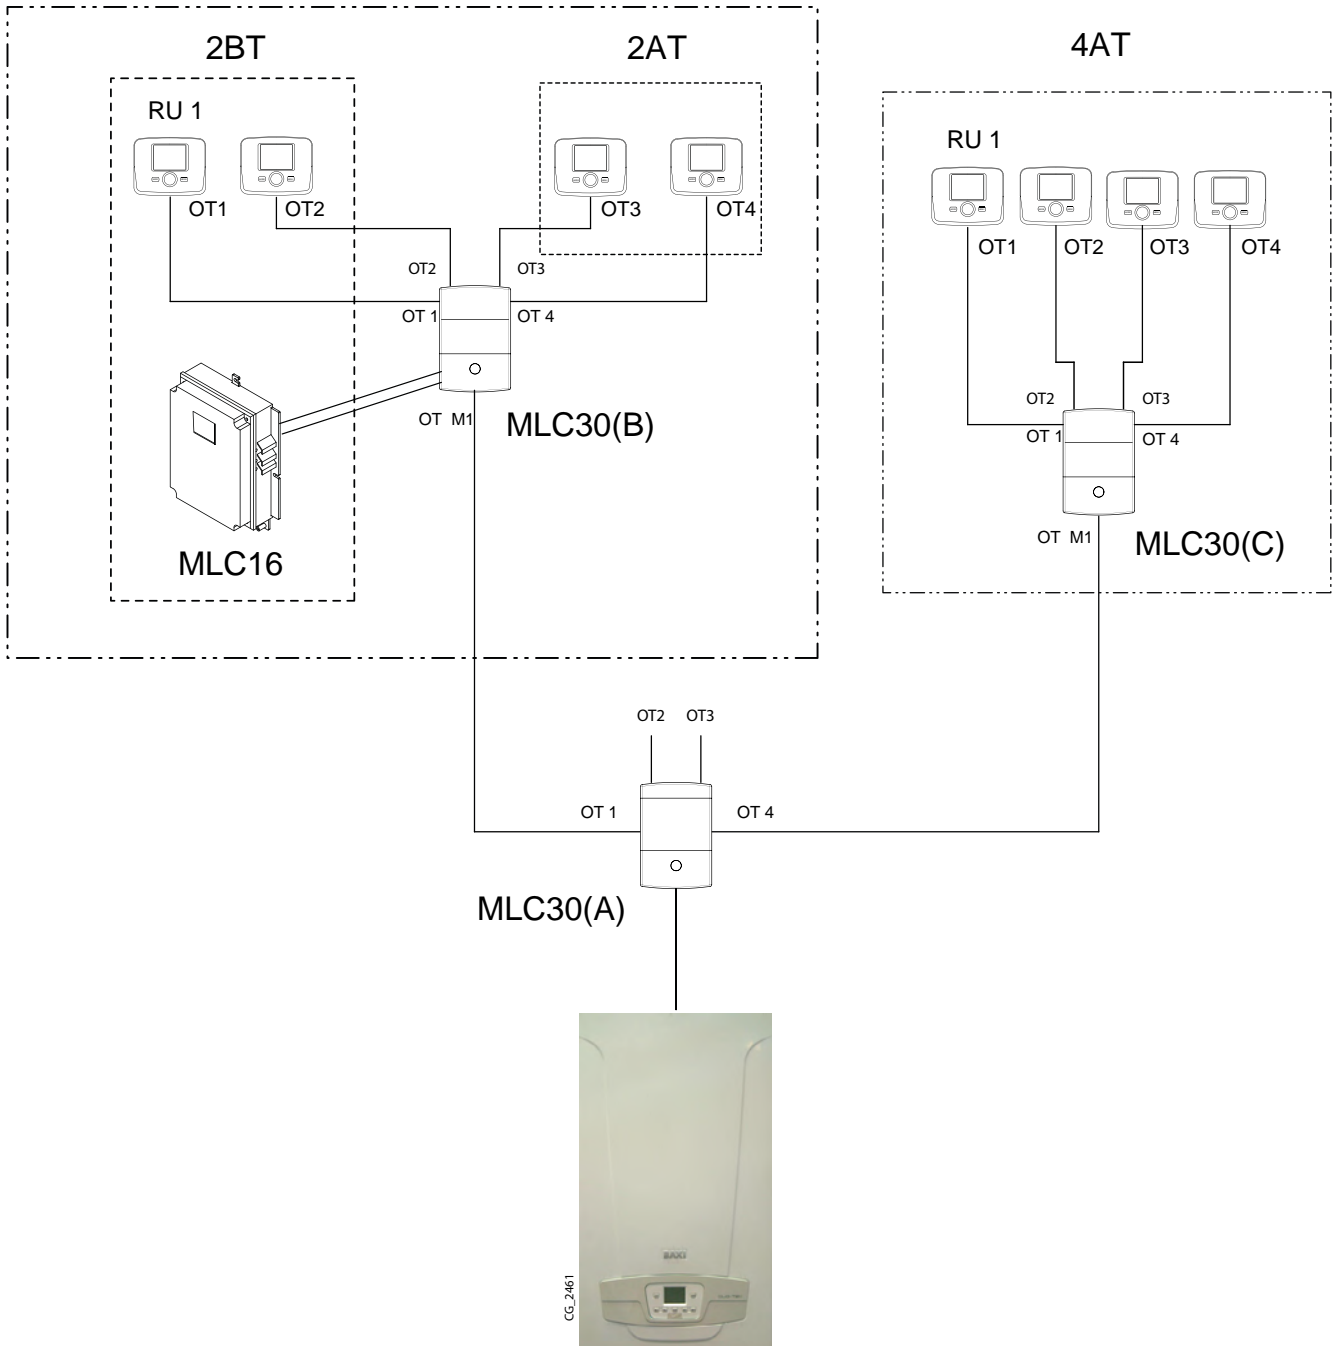 2BT
2AT
4AT
RU 1
OT1
OT2
OT3
OT4
RU 1
OT1
OT2
OT3
OT4
OT2
OT3
OT 1
OT 4
OT M1
MLC30(B)
MLC16
OT2
OT3
OT 1
OT 4
OT M1
MLC30(C)
OT2
OT3
OT 1
OT 4
MLC30(A)
BAXI
CG_2461